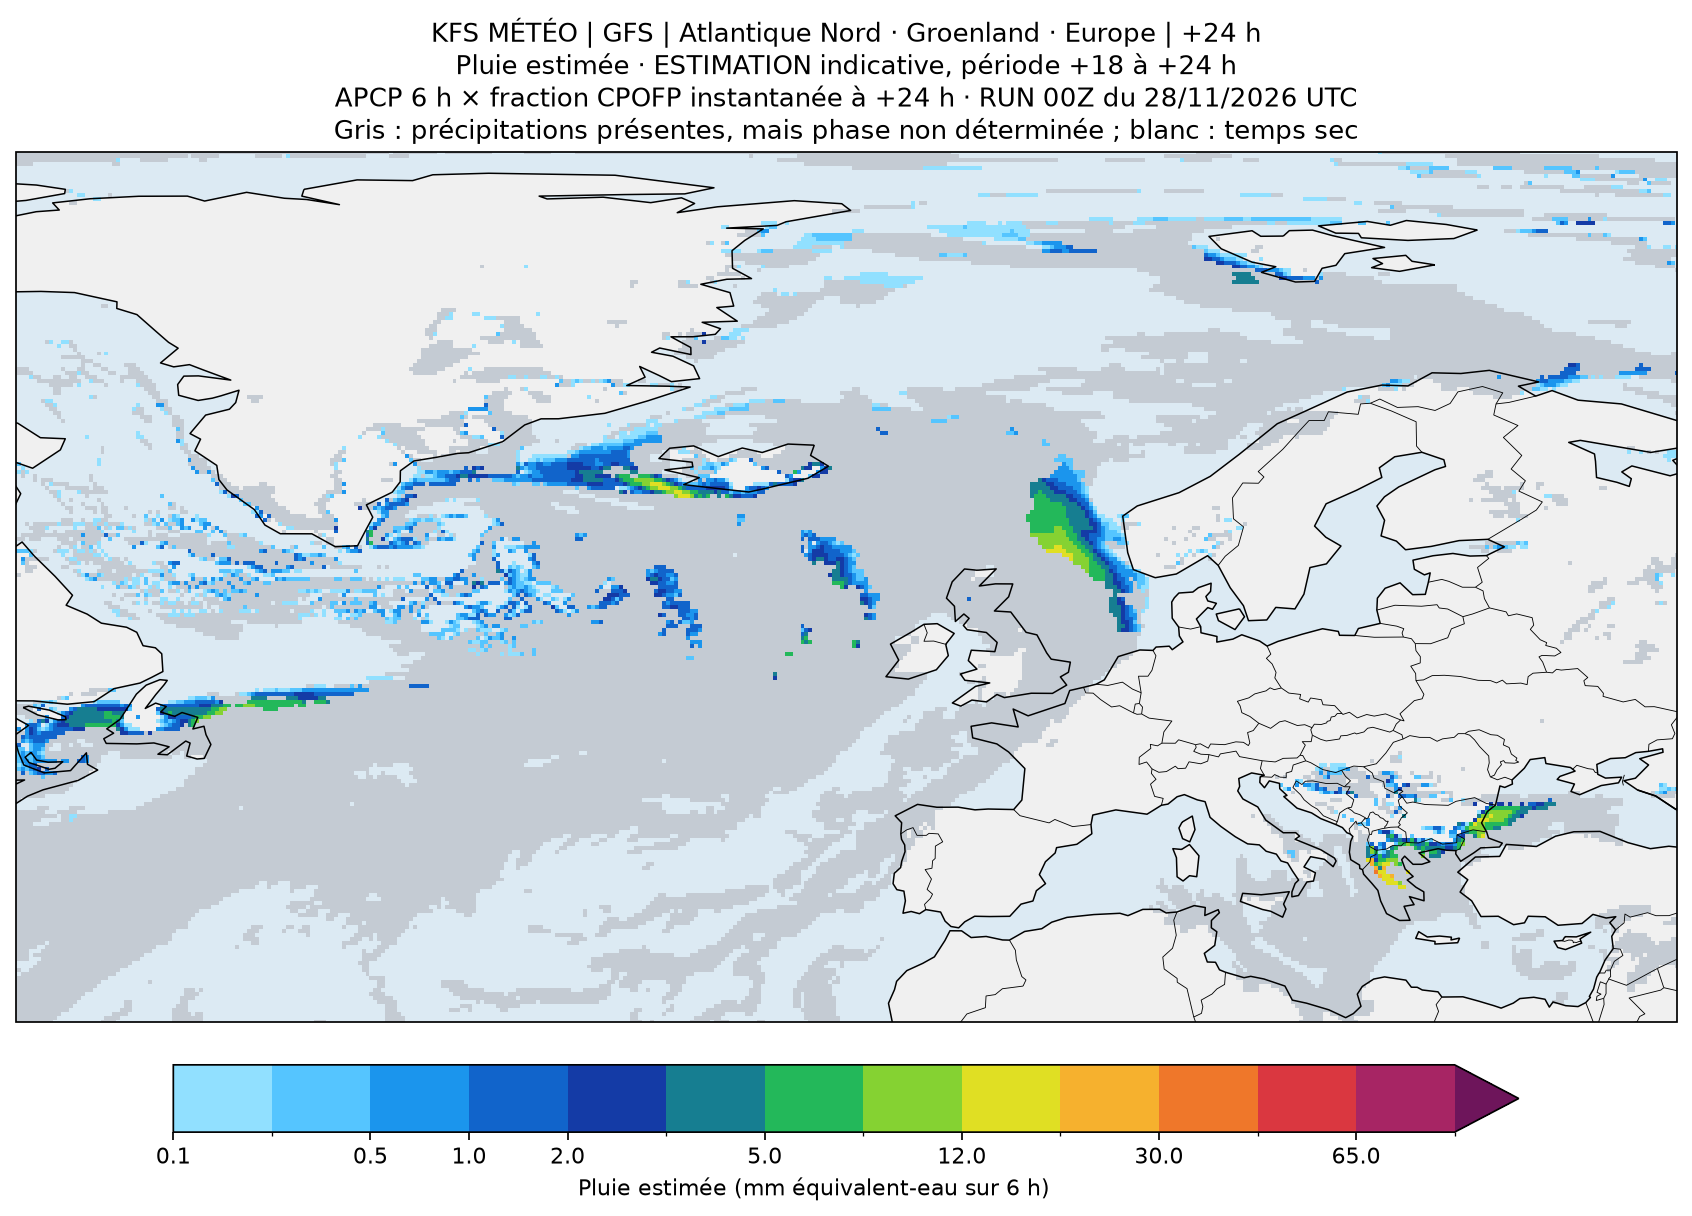 KFS MÉTÉO | GFS | Atlantique Nord · Groenland · Europe | +24 h
Pluie estimée · ESTIMATION indicative, période +18 à +24 h
APCP 6 h × fraction CPOFP instantanée à +24 h · RUN 00Z du 28/11/2026 UTC
Gris : précipitations présentes, mais phase non déterminée ; blanc : temps sec
0.1 0.5 1.0 2.0 5.0 12.0 30.0 65.0
Pluie estimée (mm équivalent-eau sur 6 h)